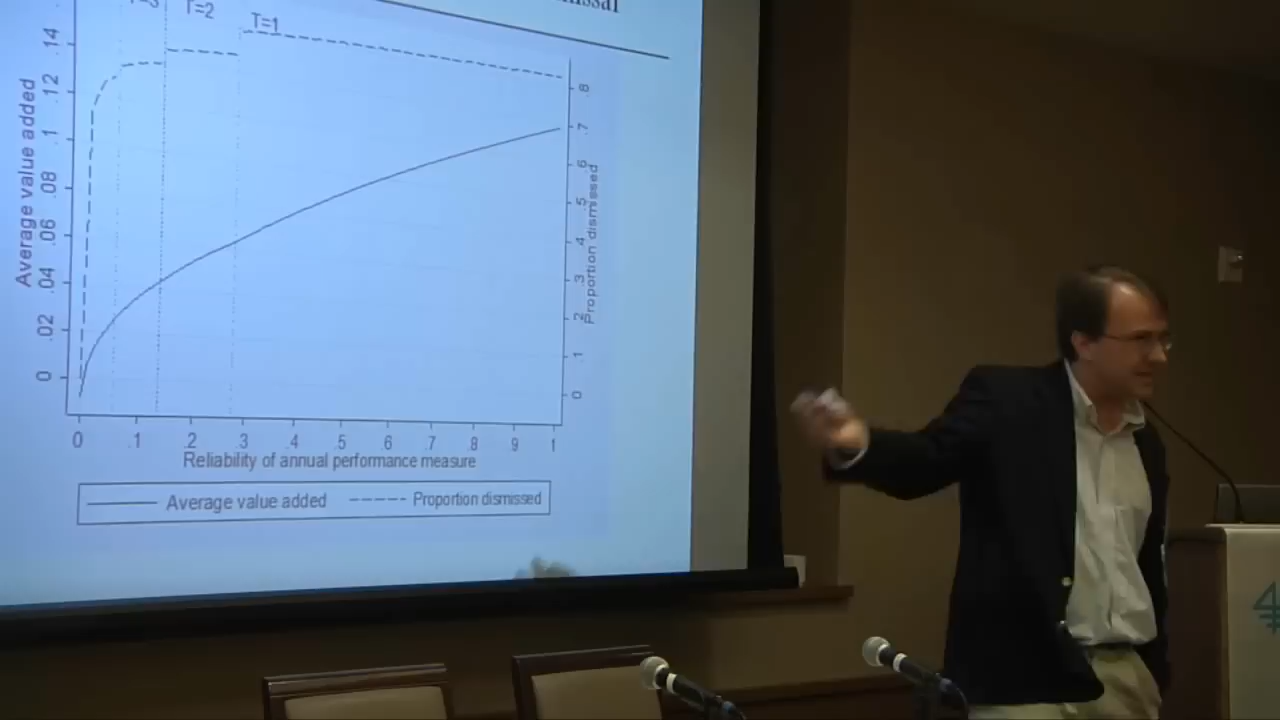 T=2
T=1
Average value added
.14
.12
.1
.08
.06
.04
.02
0
.8
.7
.6
.5
.4
.3
.2
.1
0
Proportion dismissed
0 .1 .2 .3 .4 .5 .6 .7 .8 .9 1
Reliability of annual performance measure
Average value added Proportion dismissed